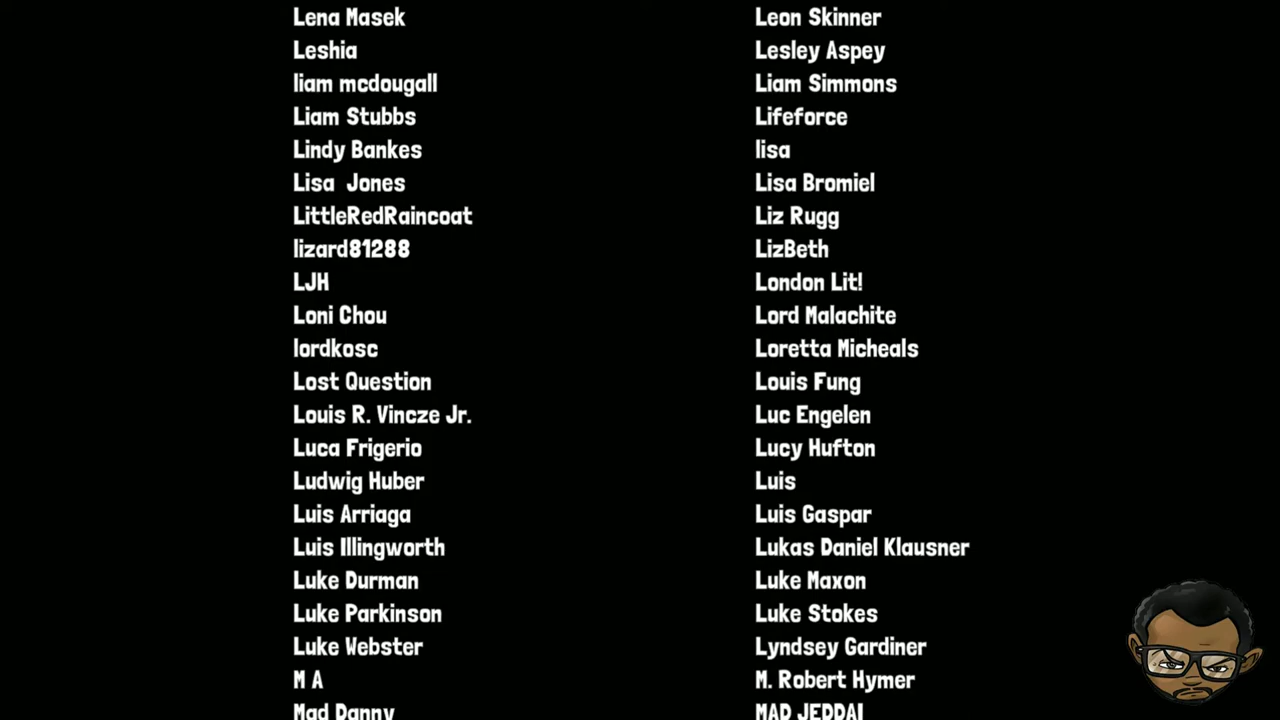 Lena Masek
Leon Skinner
Leshia
Lesley Aspey
liam mcdougall
Liam Simmons
Liam Stubbs
Lifeforce
Lindy Bankes
lisa
Lisa  Jones
Lisa Bromiel
LittleRedRaincoat
Liz Rugg
lizard81288
LizBeth
LJH
London Lit!
Loni Chou
Lord Malachite
lordkosc
Loretta Micheals
Lost Question
Louis Fung
Louis R. Vincze Jr.
Luc Engelen
Luca Frigerio
Lucy Hufton
Ludwig Huber
Luis
Luis Arriaga
Luis Gaspar
Luis Illingworth
Lukas Daniel Klausner
Luke Durman
Luke Maxon
Luke Parkinson
Luke Stokes
Luke Webster
Lyndsey Gardiner
M A
M. Robert Hymer
Mad Danny
MAD JEDDAI